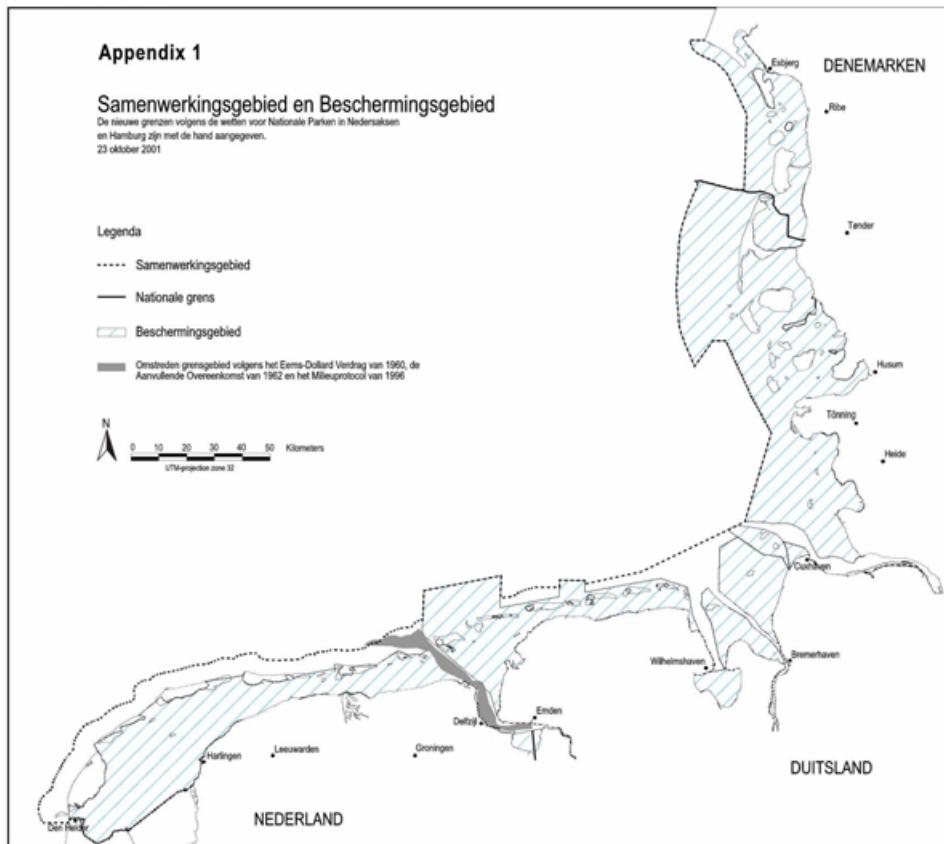 Appendix 1
Samenwerkingsgebied en Beschermingsgebied
De nieuwe grenzen volgens de wetten voor Nationale Parken in Nedersaksen
en Hamburg zijn met de hand aangegeven.
23 oktober 2001
Legenda
Samenwerkingsgebied
Nationale grens
Beschermingsgebied
Omstreden grensgebied volgens het Eems-Dollard Verdrag van 1960, de
Aanvullende Overeenkomst van 1962 en het Milieuprotocol van 1996
N
0 10 20 30 40 50 Kilometers
UTM-projection zone 32
DENEMARKEN
Esbjerg
Ribe
Tønder
Husum
Tönning
Heide
Cuxhaven
Bremerhaven
Wilhelmshaven
Emden
Delfzijl
Groningen
Leeuwarden
Harlingen
Den Helder
DUITSLAND
NEDERLAND